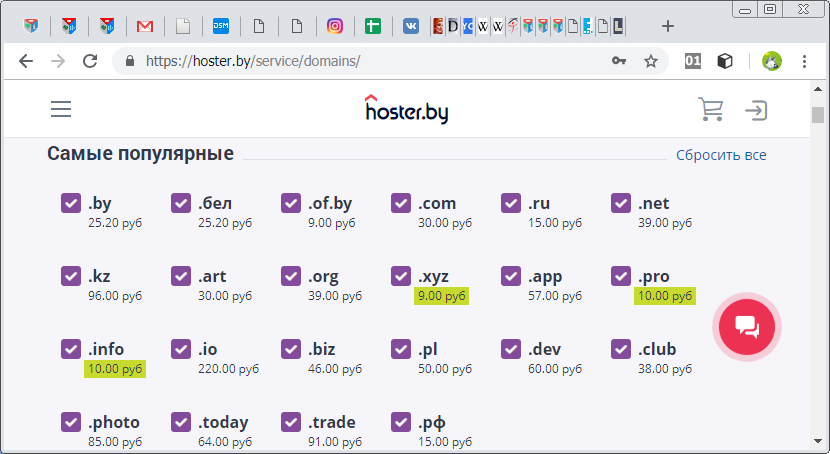 DSM
https://hoster.by/service/domains/
01
hoster.by
Самые популярные
Сбросить все
.by .бел .of.by .com .ru .net
25.20 руб 25.20 руб 9.00 руб 30.00 руб 15.00 руб 39.00 руб
.kz .art .org .xyz .app .pro
96.00 руб 30.00 руб 39.00 руб 9.00 руб 57.00 руб 10.00 руб
.info .io .biz .pl .dev .club
10.00 руб 220.00 руб 46.00 руб 50.00 руб 60.00 руб 38.00 руб
.photo .today .trade .рф
85.00 руб 64.00 руб 91.00 руб 15.00 руб